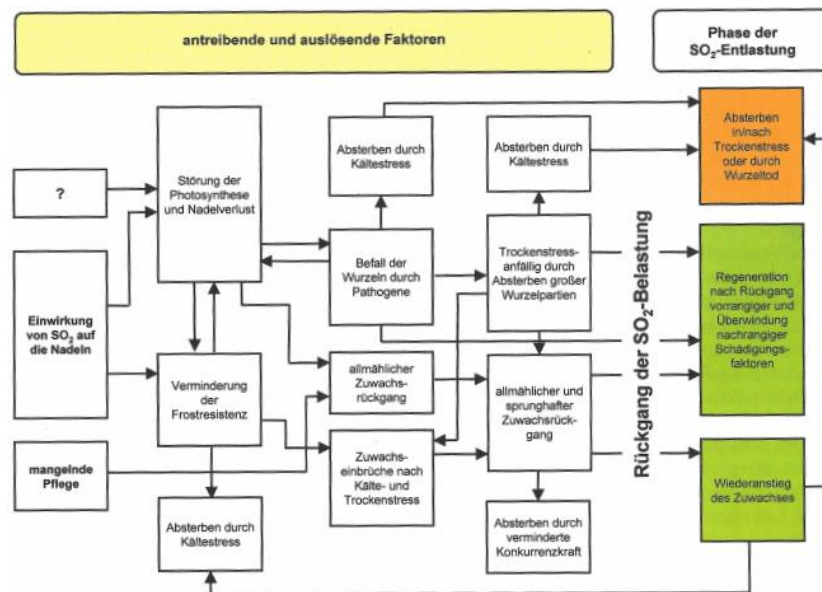 antreibende und auslösende Faktoren
Phase der
SO₂-Entlastung
?
Einwirkung
von SO₂ auf
die Nadeln
mangelnde
Pflege
Störung der
Photosynthese
und Nadelverlust
Verminderung
der
Frostresistenz
Absterben durch
Kältestress
Absterben durch
Kältestress
Befall der
Wurzeln durch
Pathogene
allmählicher
Zuwachs-
rückgang
Zuwachs-
einbrüche nach
Kälte- und
Trockenstress
Absterben durch
Kältestress
Trockenstress-
anfällig durch
Absterben großer
Wurzelpartien
allmählicher und
sprunghafter
Zuwachsrück-
gang
Absterben durch
verminderte
Konkurrenzkraft
Rückgang der SO₂-Belastung
Absterben
in/nach
Trockenstress
oder durch
Wurzeltod
Regeneration
nach Rückgang
vorrangiger und
Überwindung
nachrangiger
Schädigungs-
faktoren
Wiederanstieg
des Zuwachses